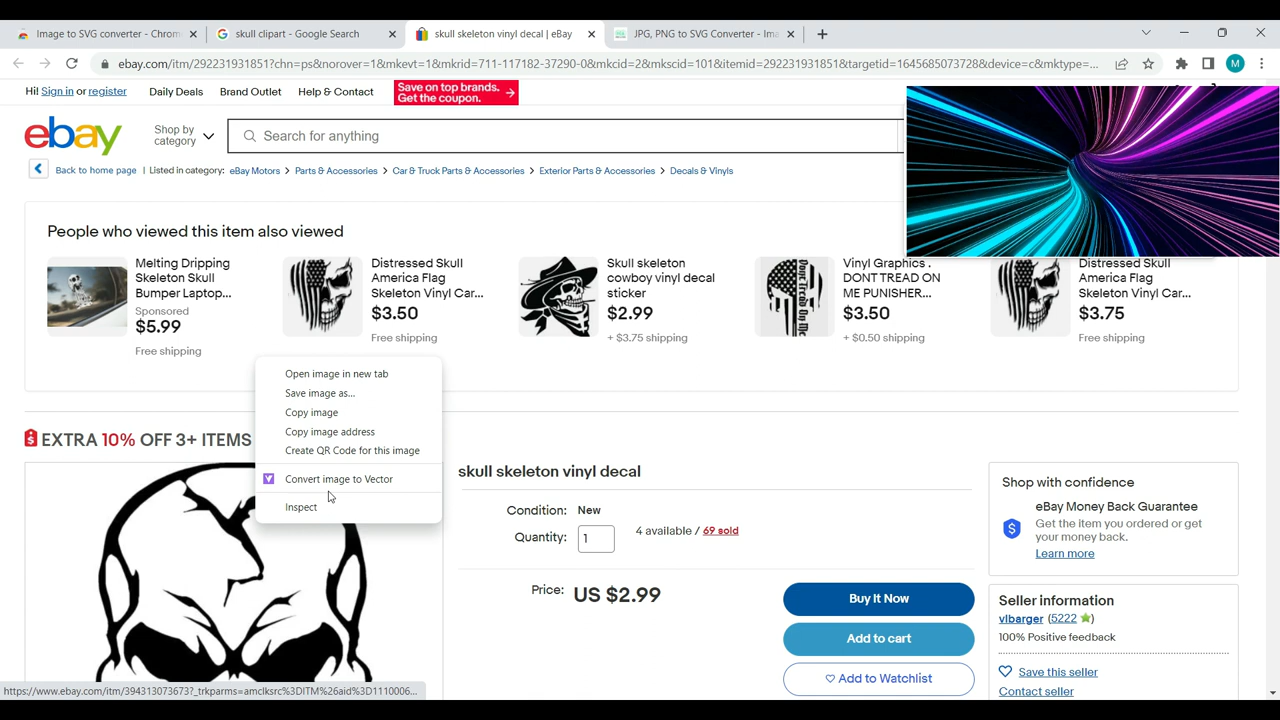 Image to SVG converter - Chrom
skull clipart - Google Search
skull skeleton vinyl decal | eBay
JPG, PNG to SVG Converter - Ima
ebay.com/itm/292231931851?chn=ps&norover=1&mkevt=1&mkrid=711-117182-37290-0&mkcid=2&mkscid=101&itemid=292231931851&targetid=1645685073728&device=c&mktype=...
M
Hi! Sign in or register
Daily Deals
Brand Outlet
Help & Contact
Save on top brands.
Get the coupon.
ebay
Shop by
category
Search for anything
Back to home page | Listed in category: eBay Motors > Parts & Accessories > Car & Truck Parts & Accessories > Exterior Parts & Accessories > Decals & Vinyls
People who viewed this item also viewed
Melting Dripping
Skeleton Skull
Bumper Laptop...
Sponsored
$5.99
Free shipping
Distressed Skull
America Flag
Skeleton Vinyl Car...
$3.50
Free shipping
Skull skeleton
cowboy vinyl decal
sticker
$2.99
+ $3.75 shipping
Dont Tread On Me
Vinyl Graphics .
DONT TREAD ON
ME PUNISHER...
$3.50
+ $0.50 shipping
Distressed Skull
America Flag
Skeleton Vinyl Car...
$3.75
Free shipping
Open image in new tab
Save image as...
Copy image
Copy image address
Create QR Code for this image
Convert image to Vector
Inspect
EXTRA 10% OFF 3+ ITEMS
skull skeleton vinyl decal
Condition: New
Quantity: 1
4 available / 69 sold
Price: US $2.99
Buy It Now
Add to cart
Add to Watchlist
Shop with confidence
eBay Money Back Guarantee
Get the item you ordered or get
your money back.
Learn more
Seller information
vlbarger (5222)
100% Positive feedback
Save this seller
Contact seller
https://www.ebay.com/itm/394313073673?_trkparms=amclksrc%3DITM%26aid%3D1110006...